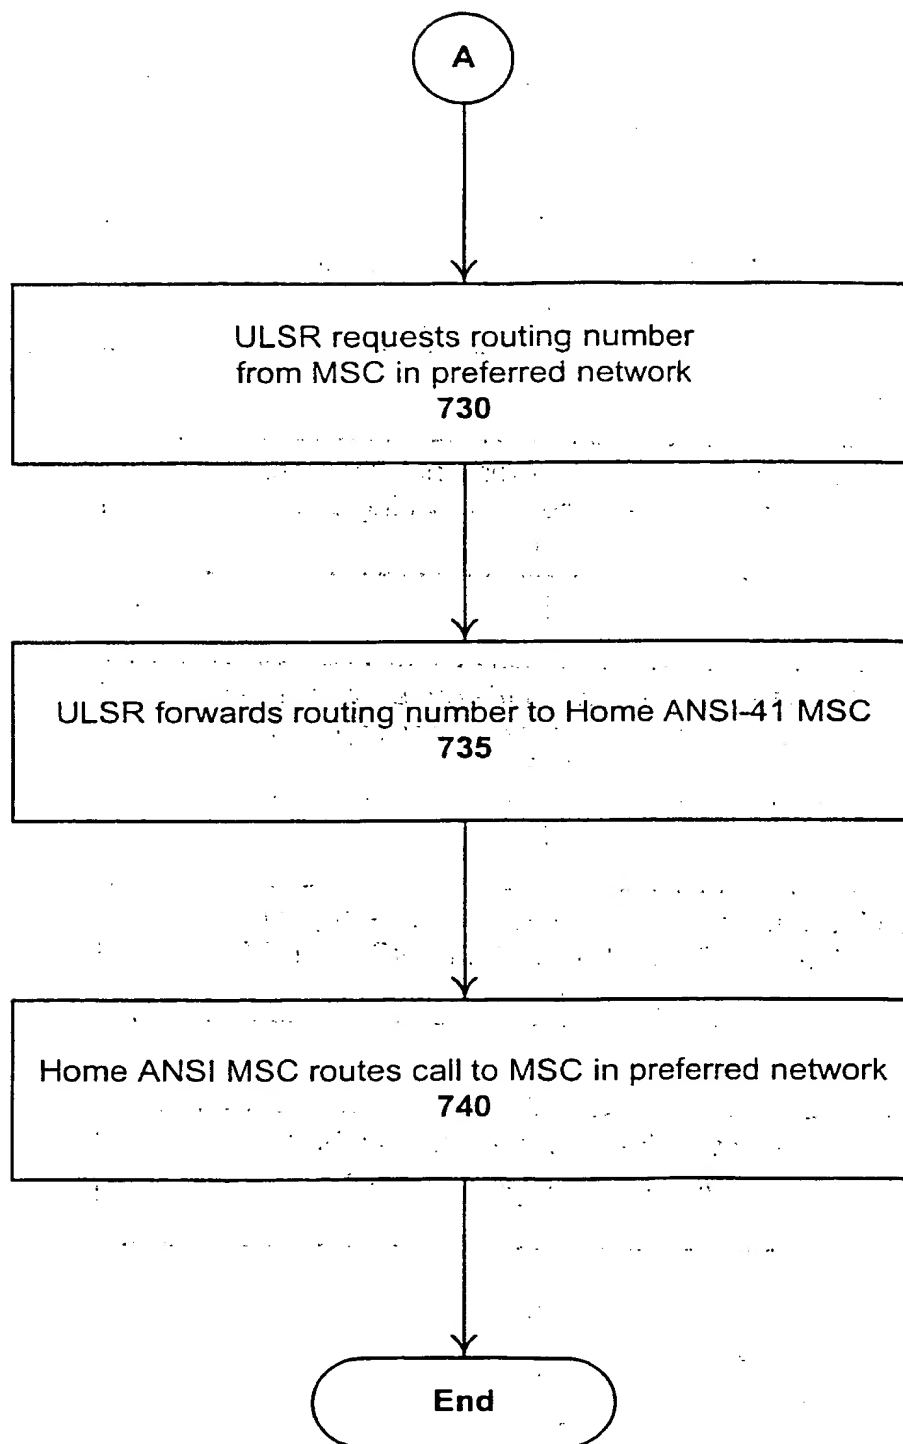 A
ULSR requests routing number
from MSC in preferred network
730
ULSR forwards routing number to Home ANSI-41 MSC
735
Home ANSI MSC routes call to MSC in preferred network
740
End